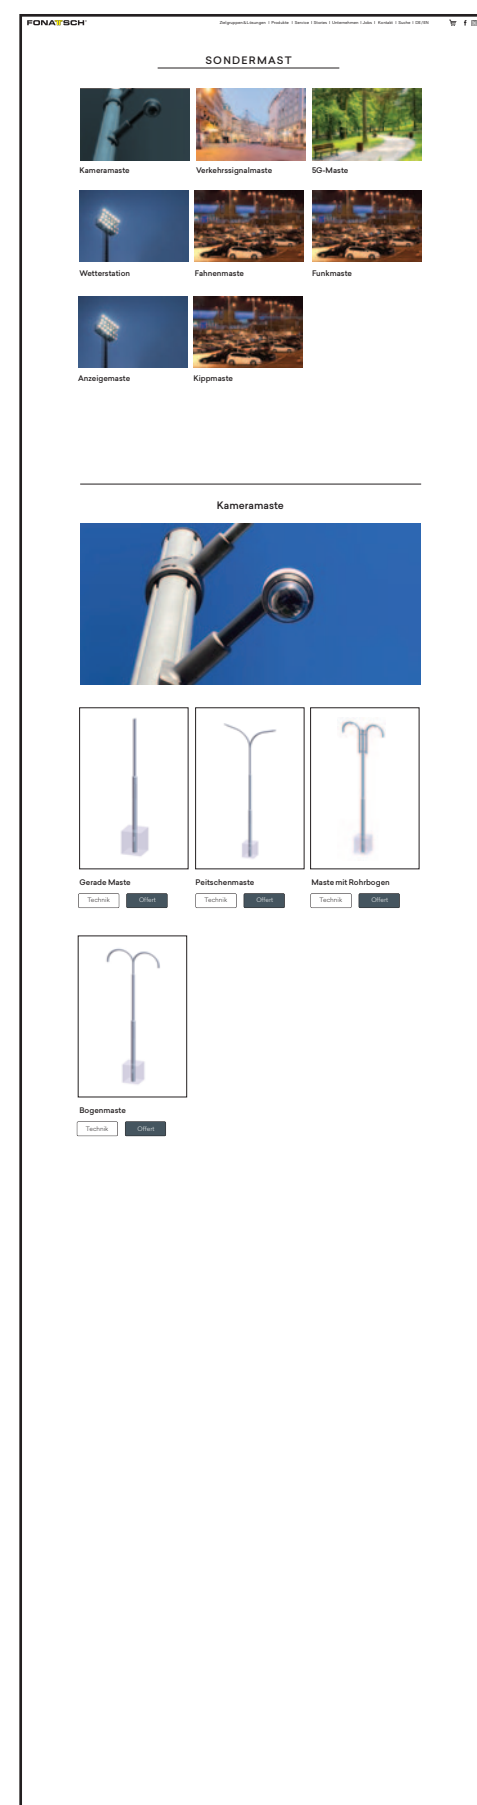 FONATSCH
Zielgruppen & Lösungen I Produkte I Service I Stories I Unternehmen I Jobs I Kontakt I Suche I DE/EN
SONDERMAST
Kameramaste
Verkehrssignalmaste
5G-Maste
Wetterstation
Fahnenmaste
Funkmaste
Anzeigemaste
Kippmaste
Kameramaste
Gerade Maste
Peitschenmaste
Maste mit Rohrbogen
Technik
Offert
Technik
Offert
Technik
Offert
Bogenmaste
Technik
Offert